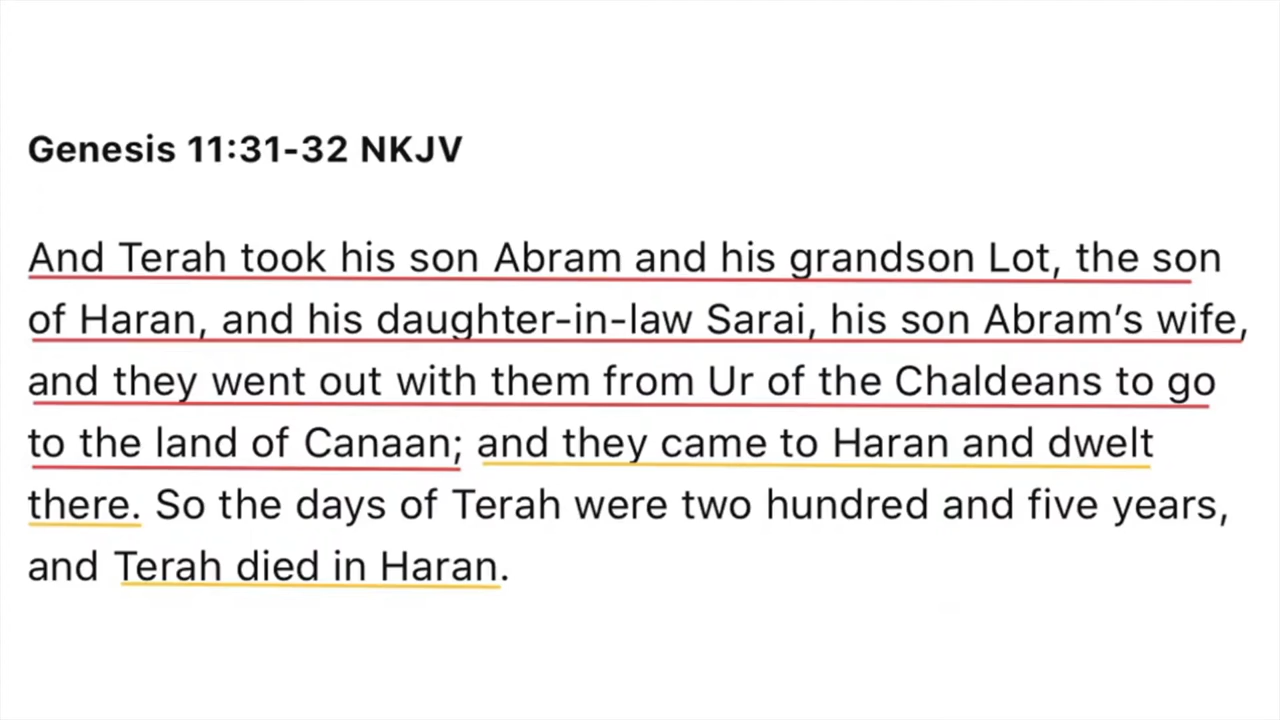 Genesis 11:31-32 NKJV
And Terah took his son Abram and his grandson Lot, the son
of Haran, and his daughter-in-law Sarai, his son Abram’s wife,
and they went out with them from Ur of the Chaldeans to go
to the land of Canaan; and they came to Haran and dwelt
there. So the days of Terah were two hundred and five years,
and Terah died in Haran.